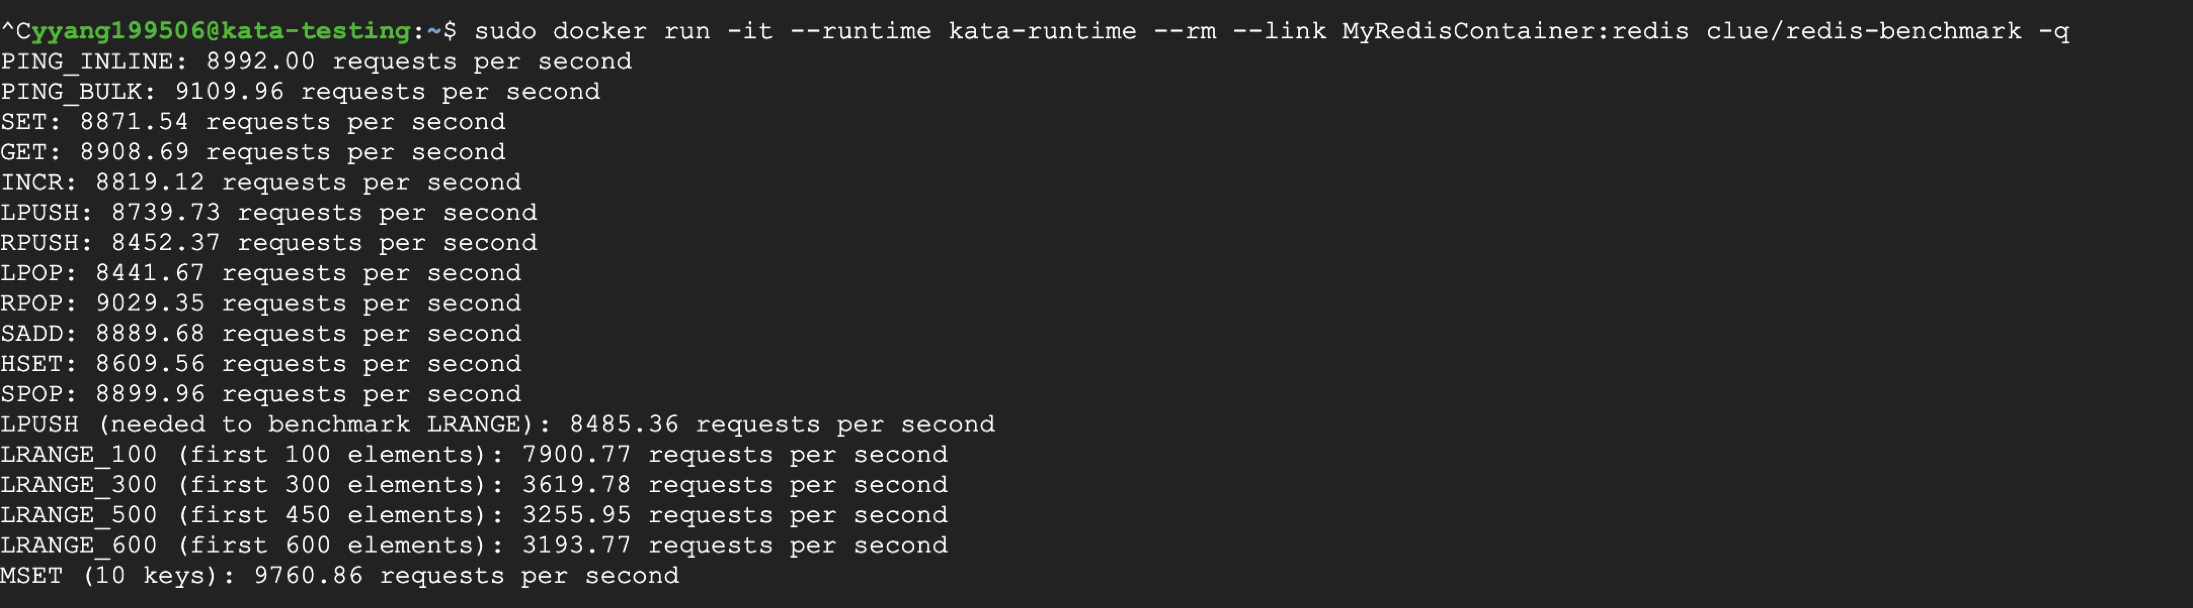 ^Cyyang199506@kata-testing:~$ sudo docker run -it --runtime kata-runtime --rm --link MyRedisContainer:redis clue/redis-benchmark -q
PING_INLINE: 8992.00 requests per second
PING_BULK: 9109.96 requests per second
SET: 8871.54 requests per second
GET: 8908.69 requests per second
INCR: 8819.12 requests per second
LPUSH: 8739.73 requests per second
RPUSH: 8452.37 requests per second
LPOP: 8441.67 requests per second
RPOP: 9029.35 requests per second
SADD: 8889.68 requests per second
HSET: 8609.56 requests per second
SPOP: 8899.96 requests per second
LPUSH (needed to benchmark LRANGE): 8485.36 requests per second
LRANGE_100 (first 100 elements): 7900.77 requests per second
LRANGE_300 (first 300 elements): 3619.78 requests per second
LRANGE_500 (first 450 elements): 3255.95 requests per second
LRANGE_600 (first 600 elements): 3193.77 requests per second
MSET (10 keys): 9760.86 requests per second